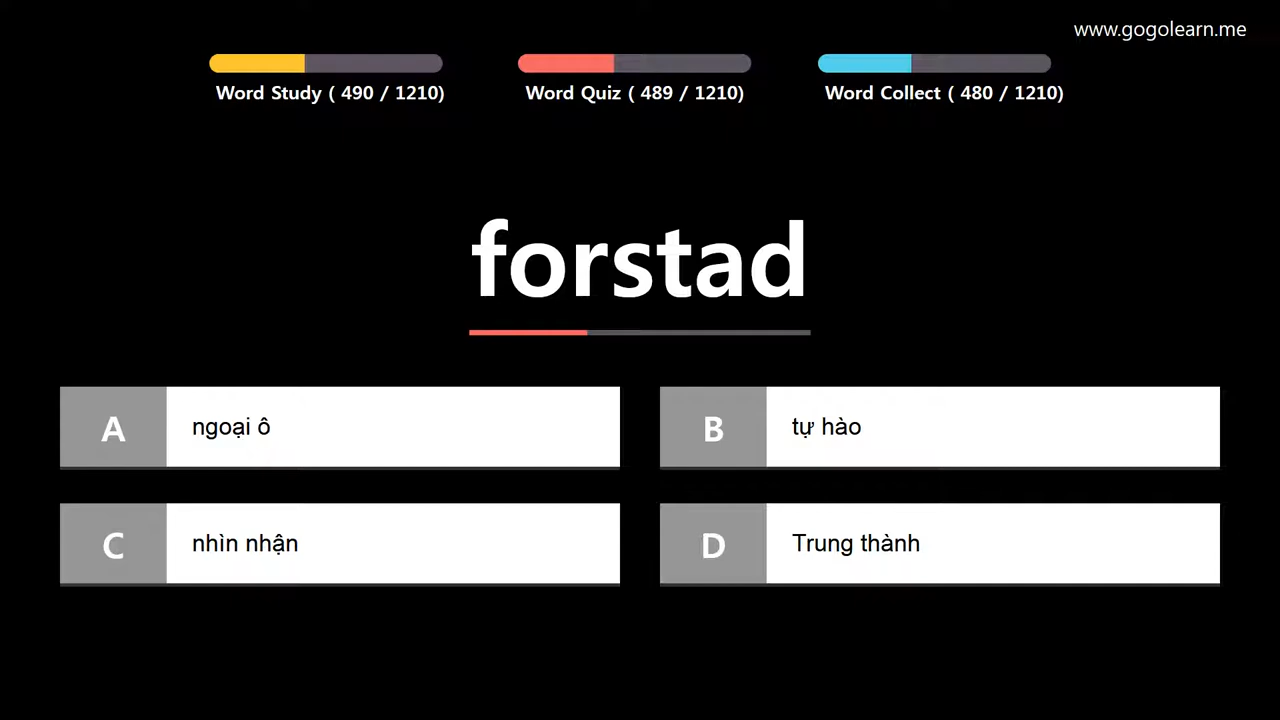 www.gogolearn.me
Word Study ( 490 / 1210)
Word Quiz ( 489 / 1210)
Word Collect ( 480 / 1210)
forstad
A
ngoại ô
B
tự hào
C
nhìn nhận
D
Trung thành